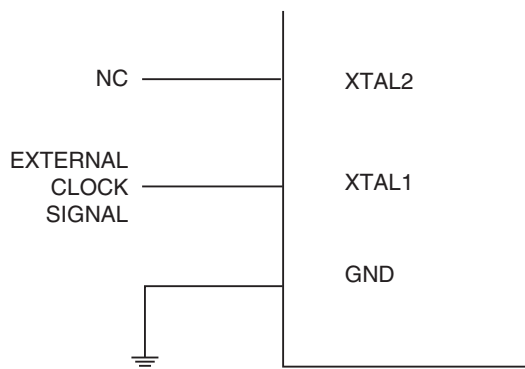 NC
XTAL2
EXTERNAL
CLOCK
SIGNAL
XTAL1
GND